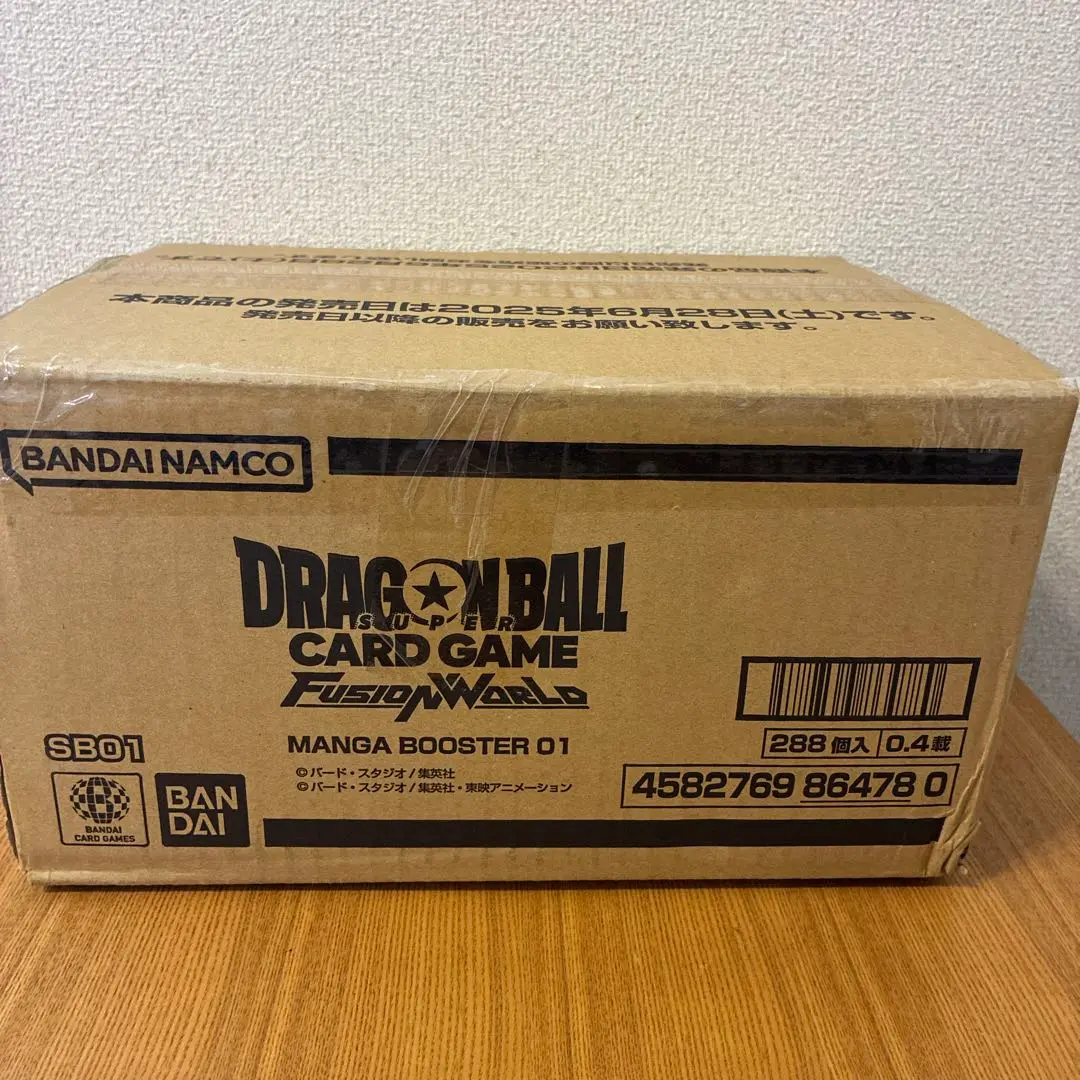 本商品の発売日は2025年6月28日(土)です。
発売日以降の販売をお願い致します。
BANDAI NAMCO
DRAGON BALL
SUPER
CARD GAME
FUSION WORLD
MANGA BOOSTER 01
SB01
©バード・スタジオ/集英社
©バード・スタジオ/集英社・東映アニメーション
BANDAI
CARD GAMES
BAN
DAI
288個入
0.4載
4582769 86478 0